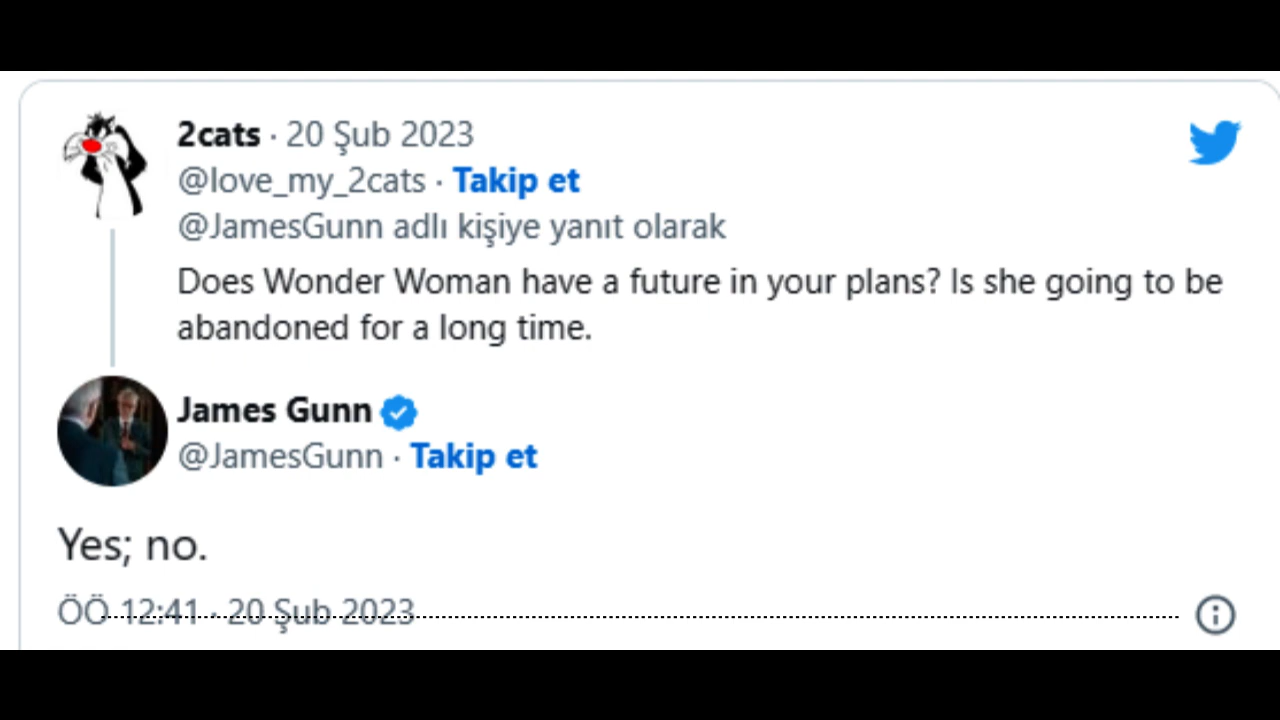 2cats · 20 Şub 2023
@love_my_2cats · Takip et
@JamesGunn adlı kişiye yanıt olarak
Does Wonder Woman have a future in your plans? Is she going to be
abandoned for a long time.
James Gunn
@JamesGunn · Takip et
Yes; no.
ÖÖ 12:41 · 20 Şub 2023